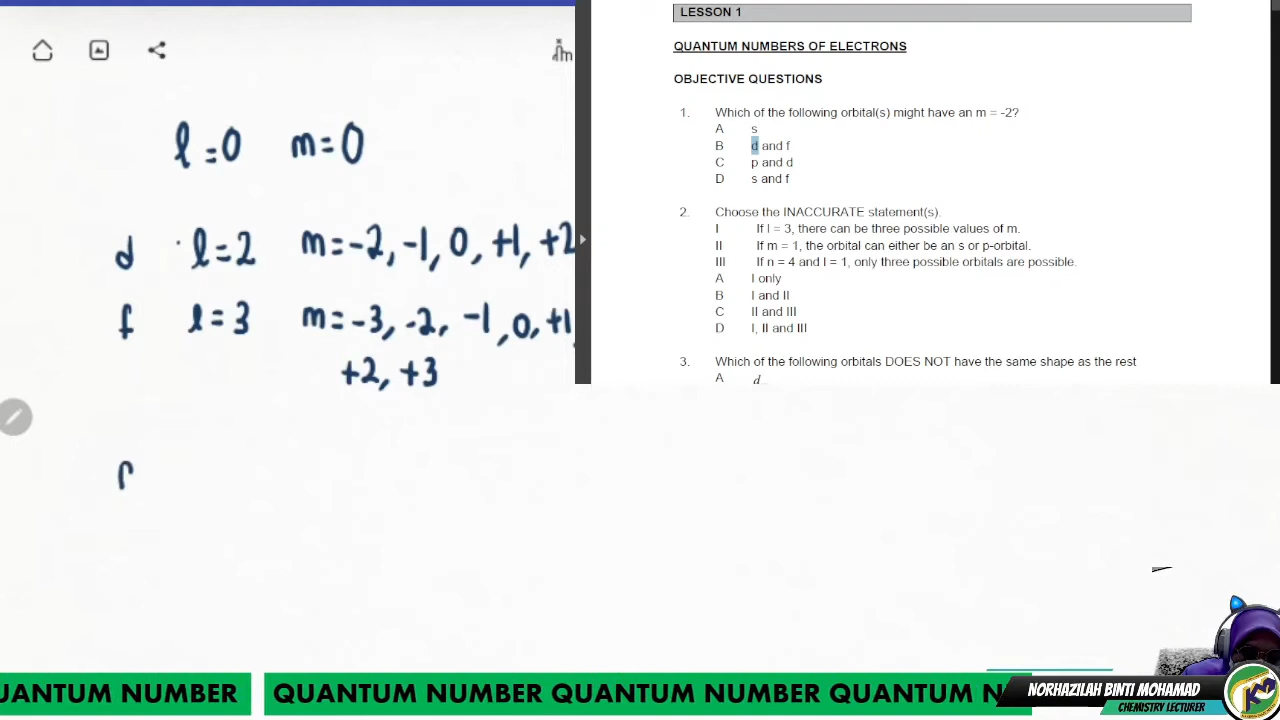 l = 0 m = 0
d l = 2 m = -2, -1, 0, +1, +2
f l = 3 m = -3, -2, -1, 0, +1,
+2, +3
LESSON 1
QUANTUM NUMBERS OF ELECTRONS
OBJECTIVE QUESTIONS
1. Which of the following orbital(s) might have an m = -2?
A s
B d and f
C p and d
D s and f
2. Choose the INACCURATE statement(s).
I If l = 3, there can be three possible values of m.
II If m = 1, the orbital can either be an s or p-orbital.
III If n = 4 and l = 1, only three possible orbitals are possible.
A I only
B I and II
C II and III
D I, II and III
3. Which of the following orbitals DOES NOT have the same shape as the rest
A d
UANTUM NUMBER
QUANTUM NUMBER QUANTUM NUMBER QUANTUM N
NORHAZILAH BINTI MOHAMAD
CHEMISTRY LECTURER